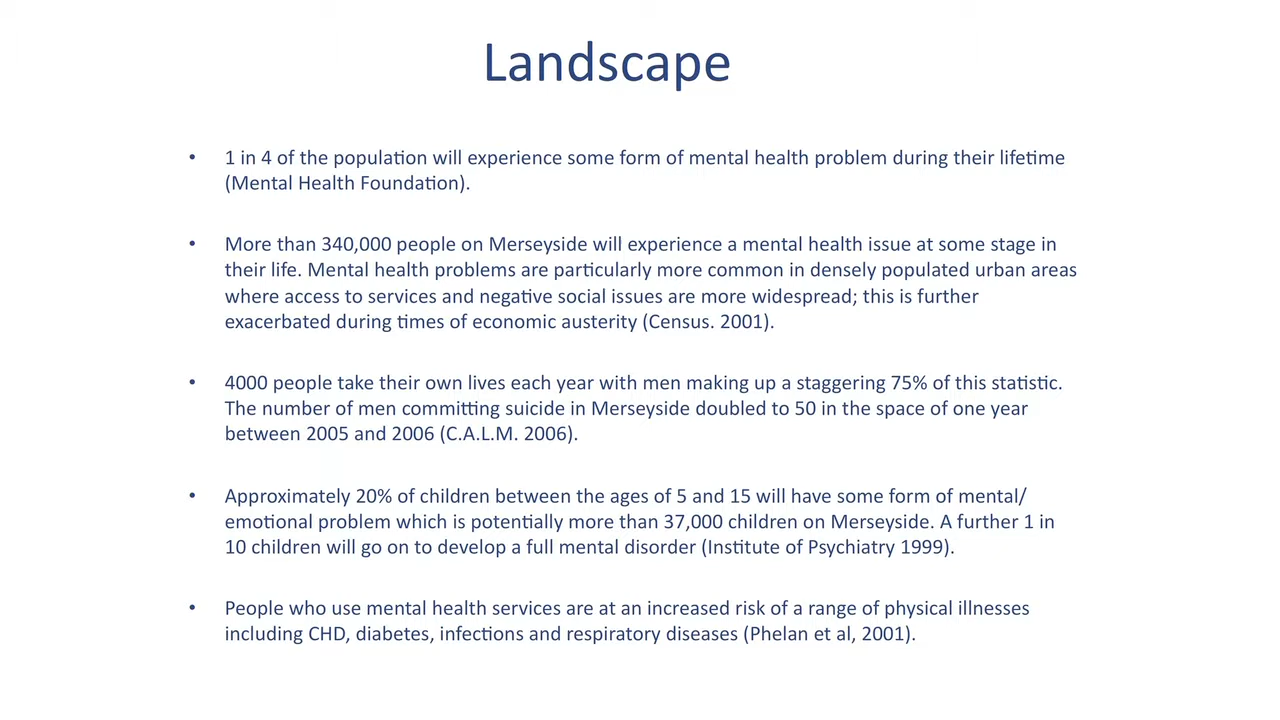 Landscape
• 1 in 4 of the population will experience some form of mental health problem during their lifetime
(Mental Health Foundation).
• More than 340,000 people on Merseyside will experience a mental health issue at some stage in
their life. Mental health problems are particularly more common in densely populated urban areas
where access to services and negative social issues are more widespread; this is further
exacerbated during times of economic austerity (Census. 2001).
• 4000 people take their own lives each year with men making up a staggering 75% of this statistic.
The number of men committing suicide in Merseyside doubled to 50 in the space of one year
between 2005 and 2006 (C.A.L.M. 2006).
• Approximately 20% of children between the ages of 5 and 15 will have some form of mental/
emotional problem which is potentially more than 37,000 children on Merseyside. A further 1 in
10 children will go on to develop a full mental disorder (Institute of Psychiatry 1999).
• People who use mental health services are at an increased risk of a range of physical illnesses
including CHD, diabetes, infections and respiratory diseases (Phelan et al, 2001).